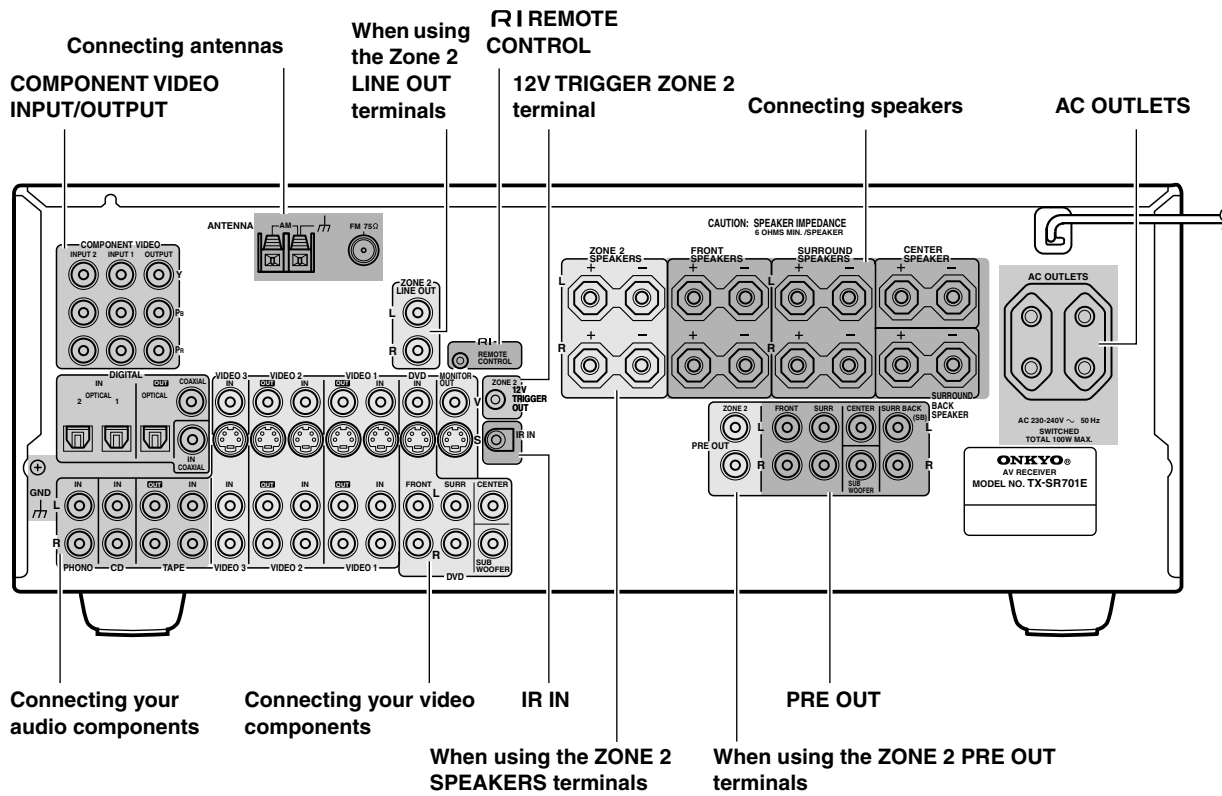 Connecting antennas
COMPONENT VIDEO
INPUT/OUTPUT
When using
the Zone 2
LINE OUT
terminals
RI REMOTE
CONTROL
12V TRIGGER ZONE 2
terminal
Connecting speakers
AC OUTLETS
ANTENNA
AM
FM 75Ω
COMPONENT VIDEO
INPUT 2 INPUT 1 OUTPUT
Y
PB
PR
ZONE 2
LINE OUT
L
R
RI
REMOTE
CONTROL
CAUTION: SPEAKER IMPEDANCE
6 OHMS MIN. /SPEAKER
ZONE 2
SPEAKERS
FRONT
SPEAKERS
SURROUND
SPEAKERS
CENTER
SPEAKER
+ − + − + − + −
L L
+ − + − + − + −
R R
SURROUND
BACK
SPEAKER
AC OUTLETS
AC 230-240V ~ 50 Hz
SWITCHED
TOTAL 100W MAX.
DIGITAL
IN OUT COAXIAL
2 OPTICAL 1 OPTICAL
IN
COAXIAL
VIDEO 3 VIDEO 2 VIDEO 1 DVD MONITOR
IN OUT IN OUT IN IN OUT
V
S
ZONE 2
12V
TRIGGER
OUT
IR IN
GND
IN IN OUT IN IN OUT IN OUT IN FRONT SURR CENTER
L L
R R
SUB
WOOFER
PHONO CD TAPE VIDEO 3 VIDEO 2 VIDEO 1 DVD
ZONE 2 FRONT SURR CENTER SURR BACK
(SB)
PRE OUT
L L
R R
SUB
WOOFER
ONKYO®
AV RECEIVER
MODEL NO. TX-SR701E
Connecting your
audio components
Connecting your video
components
IR IN
PRE OUT
When using the ZONE 2
SPEAKERS terminals
When using the ZONE 2 PRE OUT
terminals